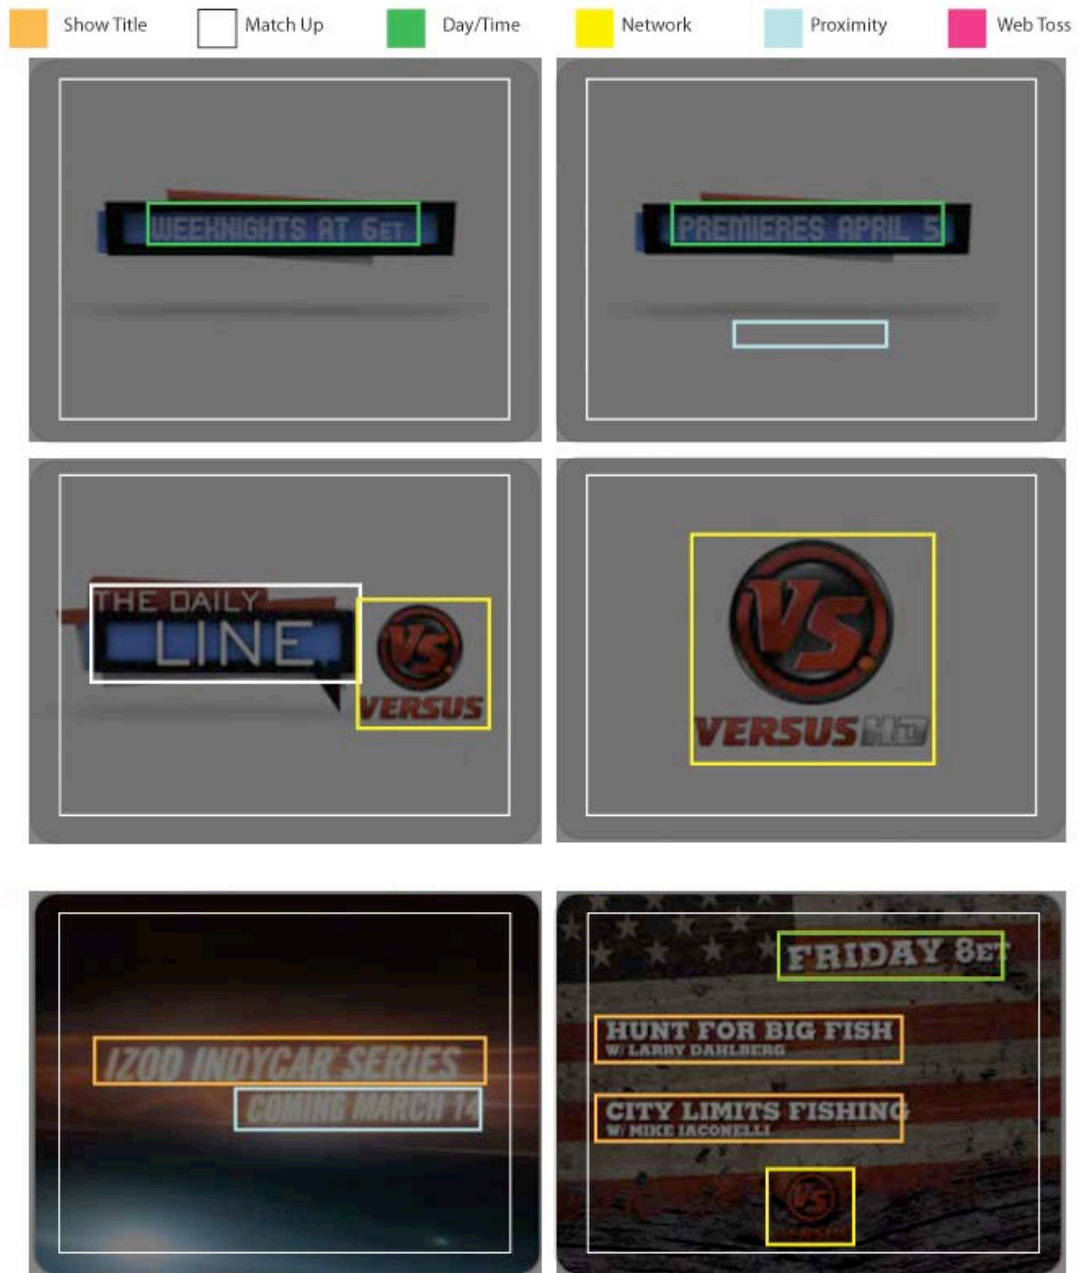 Show Title
Match Up
Day/Time
Network
Proximity
Web Toss
WEEKNIGHTS AT 6ET
PREMIERES APRIL 5
THE DAILY
LINE
VS.
VERSUS
VS.
VERSUS HD
IZOD INDYCAR SERIES
COMING MARCH 14
FRIDAY 8ET
HUNT FOR BIG FISH
W/ LARRY DAHLBERG
CITY LIMITS FISHING
W/ MIKE IACONELLI
VS
VERSUS